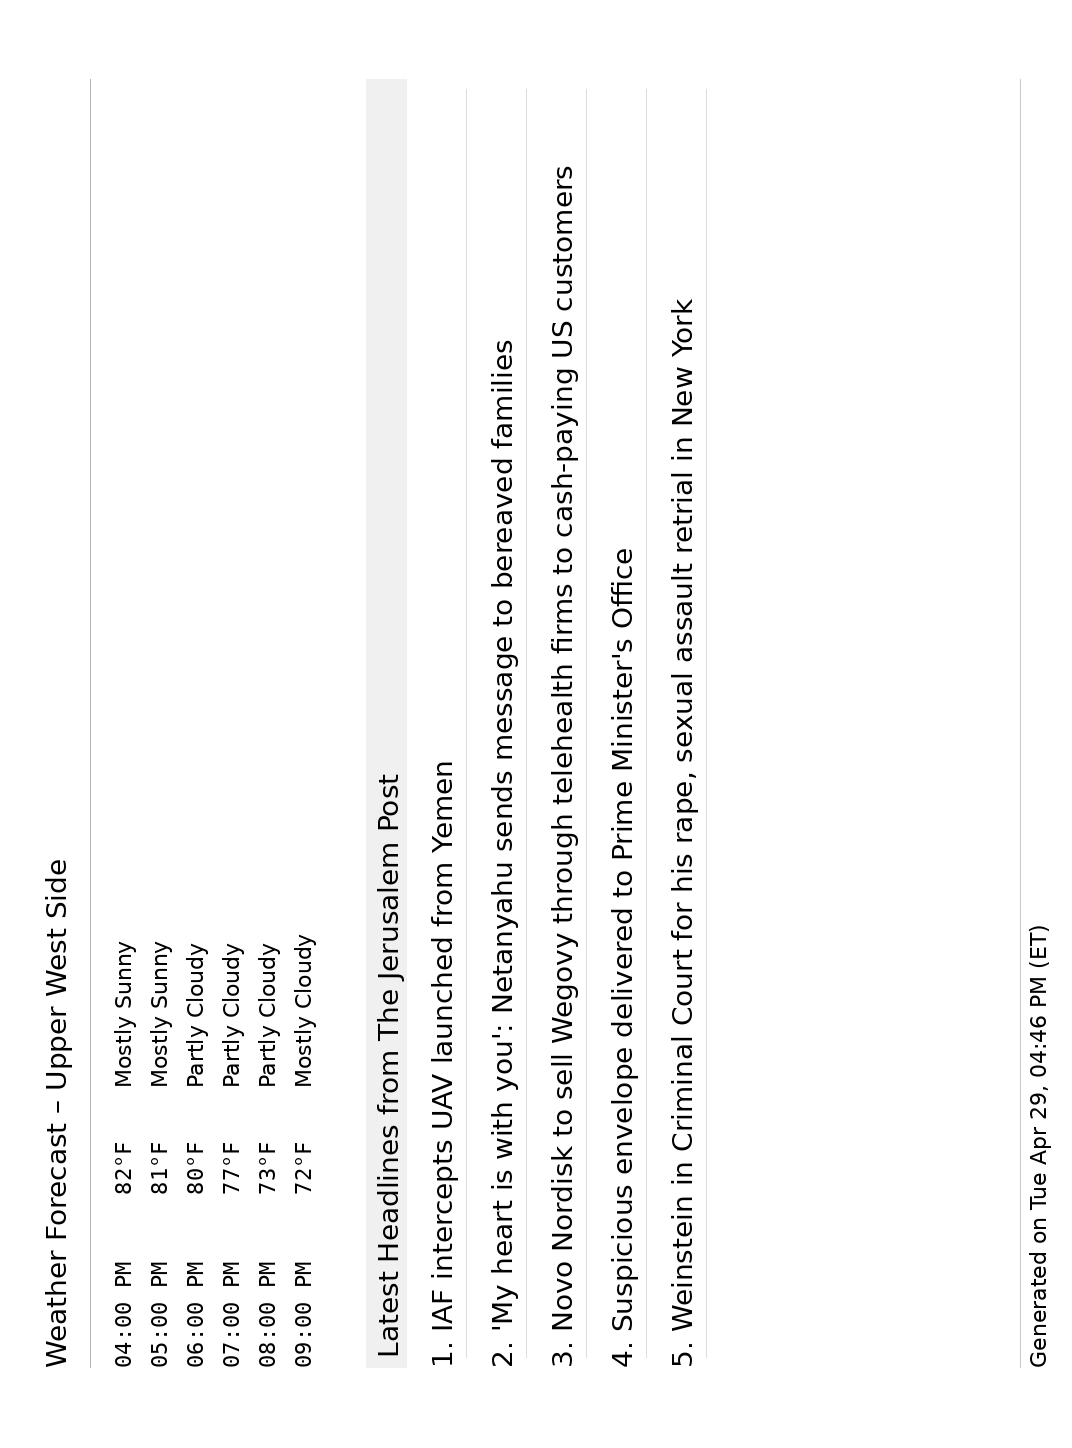 Weather Forecast – Upper West Side
04:00 PM 82°F Mostly Sunny
05:00 PM 81°F Mostly Sunny
06:00 PM 80°F Partly Cloudy
07:00 PM 77°F Partly Cloudy
08:00 PM 73°F Partly Cloudy
09:00 PM 72°F Mostly Cloudy
Latest Headlines from The Jerusalem Post
1. IAF intercepts UAV launched from Yemen
2. 'My heart is with you': Netanyahu sends message to bereaved families
3. Novo Nordisk to sell Wegovy through telehealth firms to cash-paying US customers
4. Suspicious envelope delivered to Prime Minister's Office
5. Weinstein in Criminal Court for his rape, sexual assault retrial in New York
Generated on Tue Apr 29, 04:46 PM (ET)